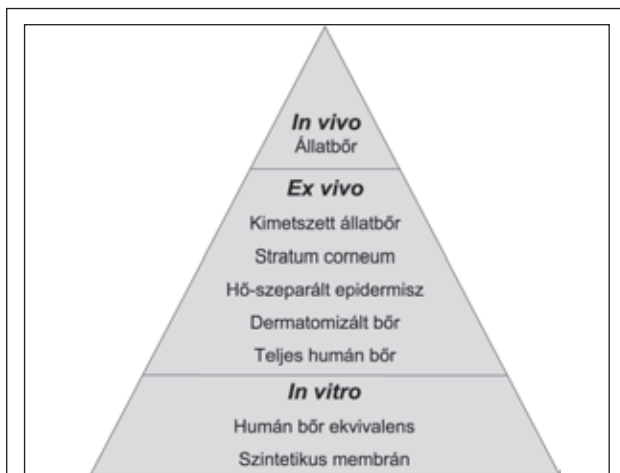 In vivo
Állatbőr
Ex vivo
Kimetszett állatbőr
Stratum corneum
Hő-szeparált epidermisz
Dermatomizált bőr
Teljes humán bőr
In vitro
Humán bőr ekvivalens
Szintetikus membrán